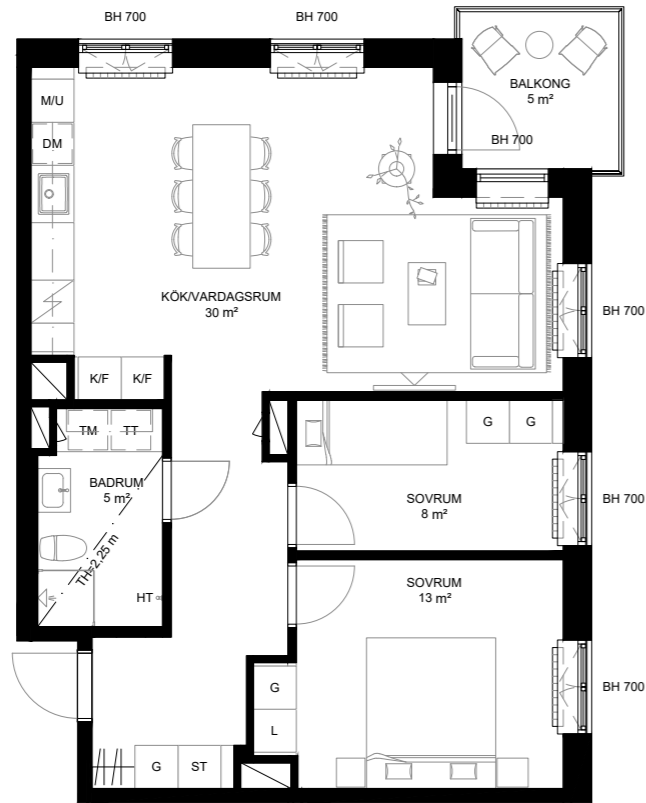 BH 700
BH 700
BALKONG
5 m²
M/U
DM
BH 700
KÖK/VARDAGSRUM
30 m²
BH 700
K/F
K/F
TM
TT
G
G
BADRUM
5 m²
SOVRUM
8 m²
BH 700
TH=2,25 m
HT
SOVRUM
13 m²
G
BH 700
L
G
ST